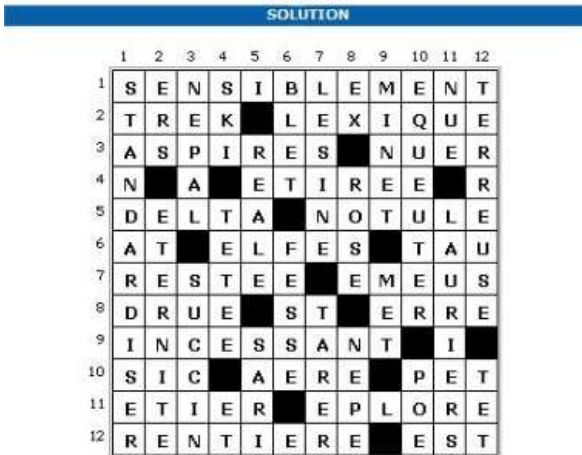 SOLUTION
1 2 3 4 5 6 7 8 9 10 11 12
1 S E N S I B L E M E N T
2 T R E K L E X I Q U E
3 A S P I R E S N U E R
4 N A E T I R E E R
5 D E L T A N O T U L E
6 A T E L F E S T A U
7 R E S T E E E M E U S
8 D R U E S T E R R E
9 I N C E S S A N T I
10 S I C A E R E P E T
11 E T I E R E P L O R E
12 R E N T I E R E E S T